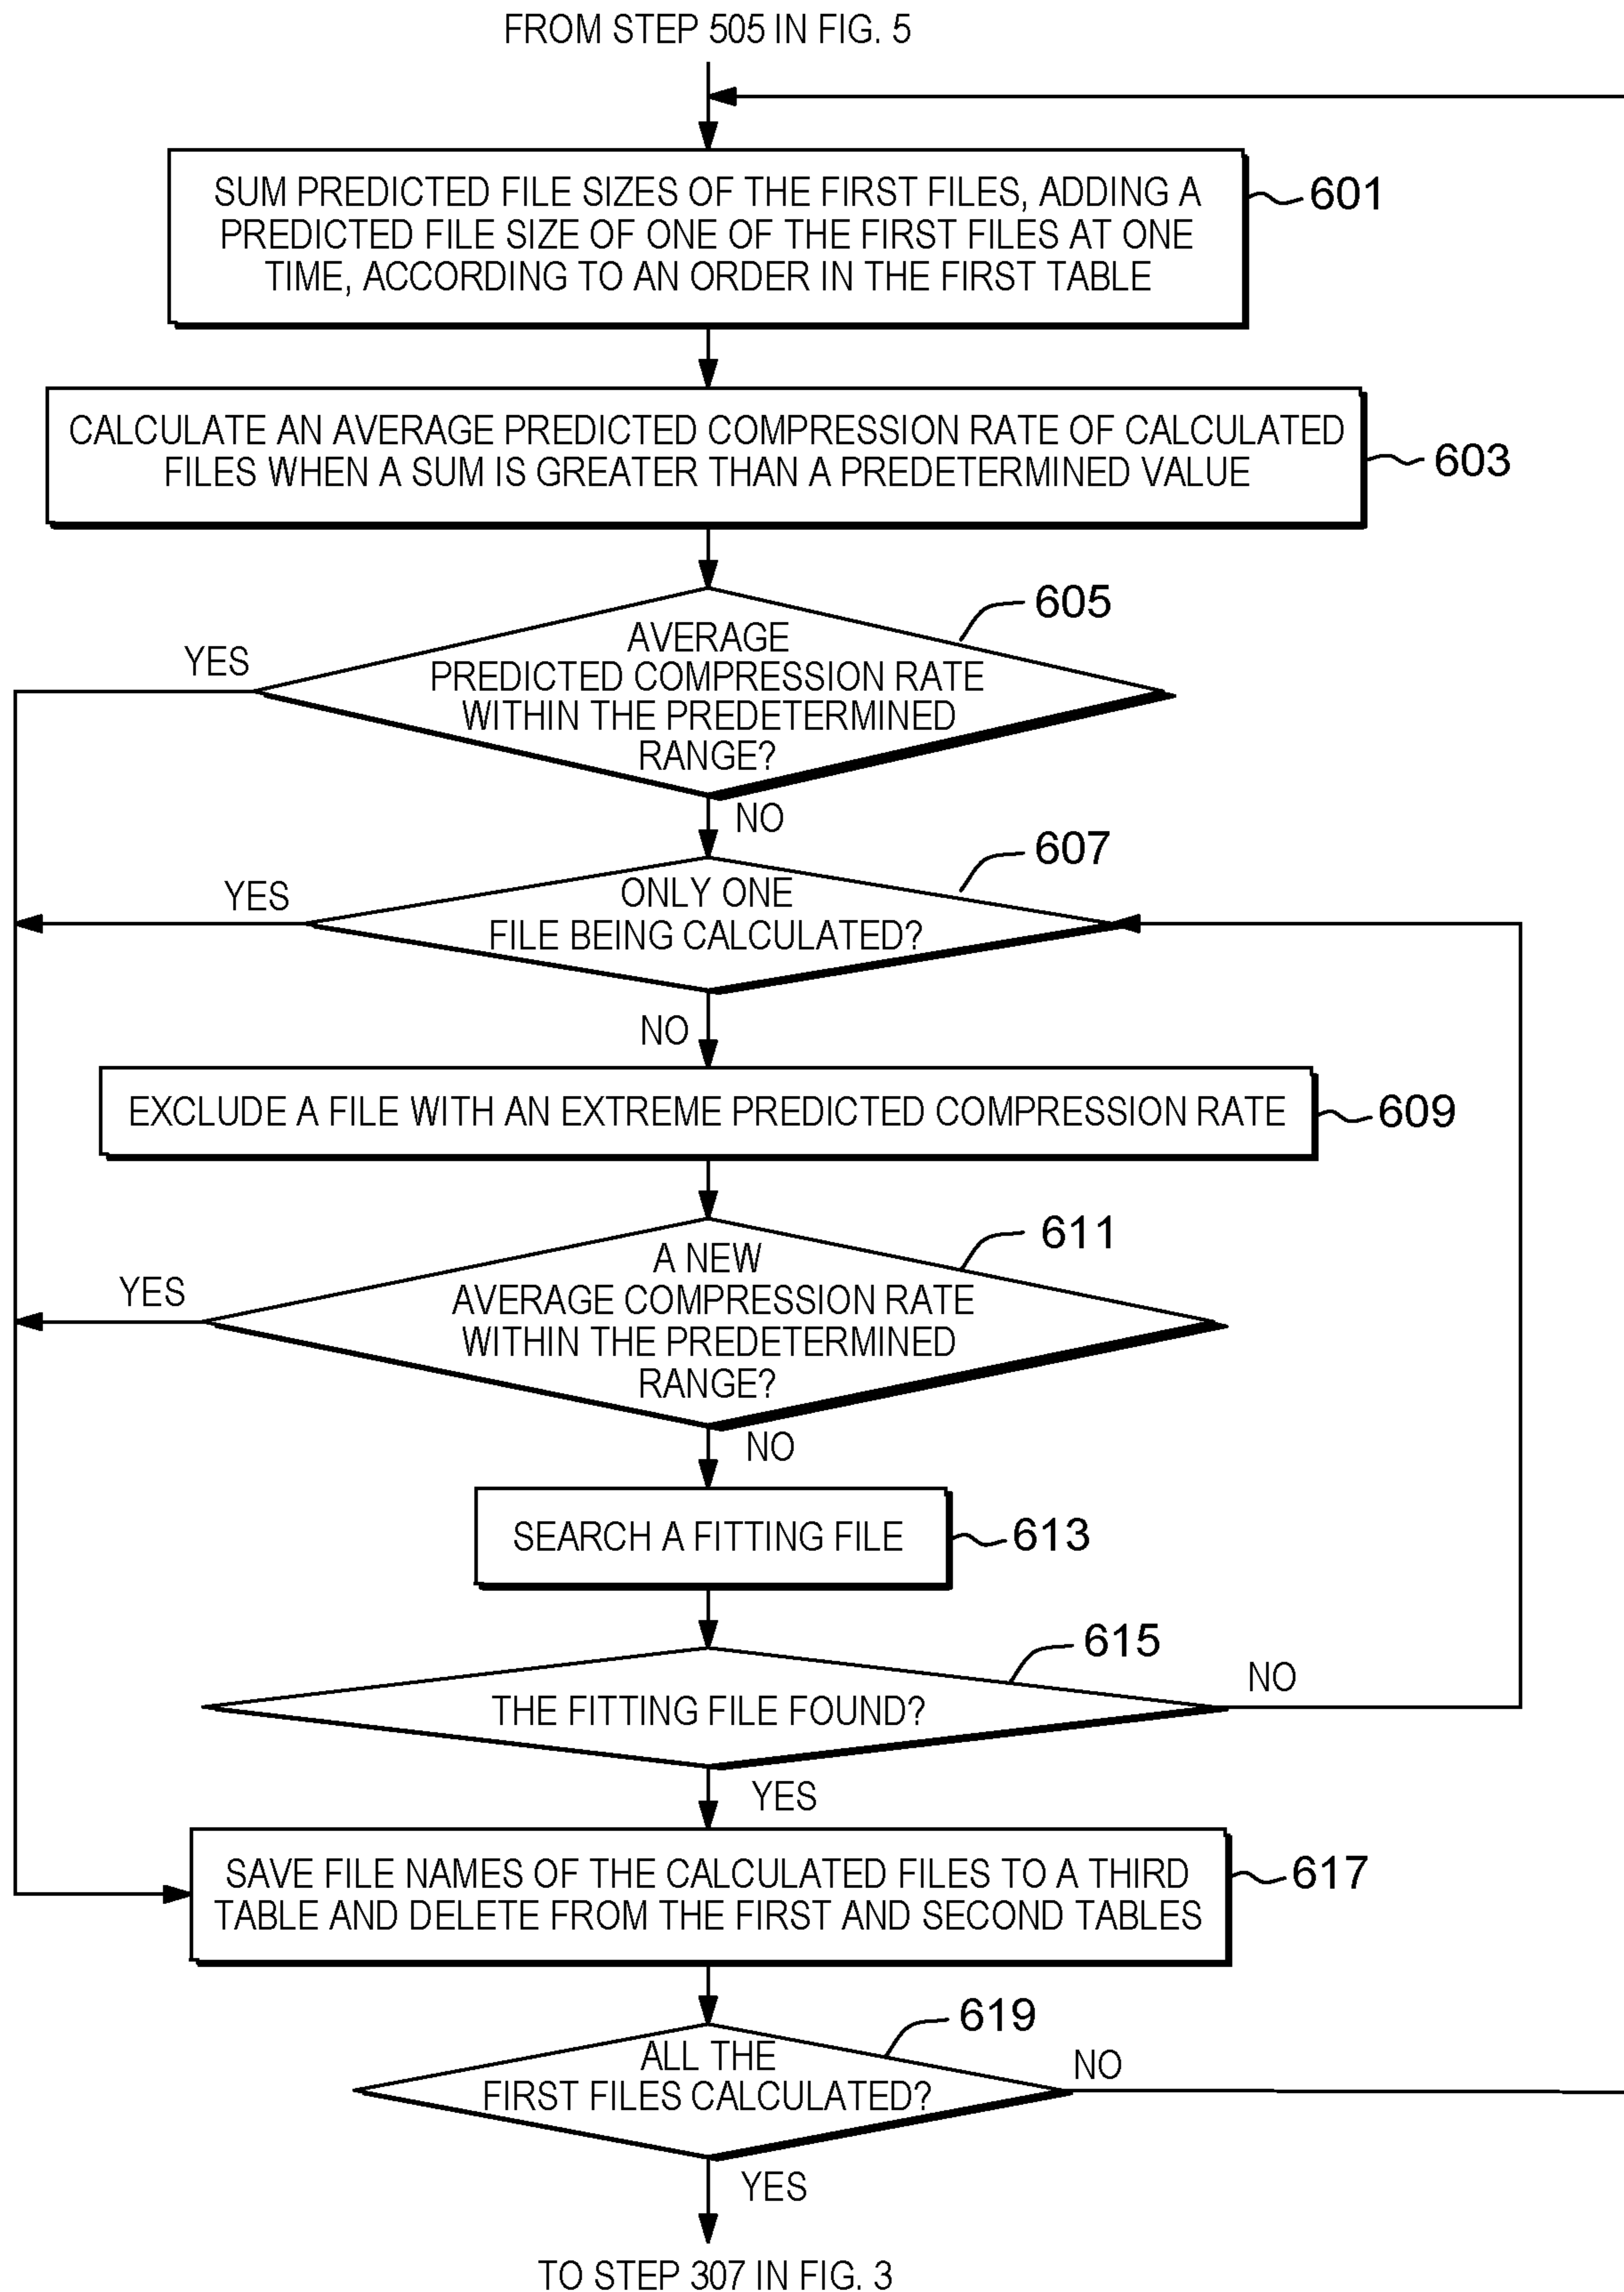 FROM STEP 505 IN FIG. 5
SUM PREDICTED FILE SIZES OF THE FIRST FILES, ADDING A
PREDICTED FILE SIZE OF ONE OF THE FIRST FILES AT ONE
TIME, ACCORDING TO AN ORDER IN THE FIRST TABLE
601
CALCULATE AN AVERAGE PREDICTED COMPRESSION RATE OF CALCULATED
FILES WHEN A SUM IS GREATER THAN A PREDETERMINED VALUE
603
605
YES
AVERAGE
PREDICTED COMPRESSION RATE
WITHIN THE PREDETERMINED
RANGE?
NO
607
YES
ONLY ONE
FILE BEING CALCULATED?
NO
EXCLUDE A FILE WITH AN EXTREME PREDICTED COMPRESSION RATE
609
611
YES
A NEW
AVERAGE COMPRESSION RATE
WITHIN THE PREDETERMINED
RANGE?
NO
SEARCH A FITTING FILE
613
615
THE FITTING FILE FOUND?
NO
YES
SAVE FILE NAMES OF THE CALCULATED FILES TO A THIRD
TABLE AND DELETE FROM THE FIRST AND SECOND TABLES
617
619
ALL THE
FIRST FILES CALCULATED?
NO
YES
TO STEP 307 IN FIG. 3